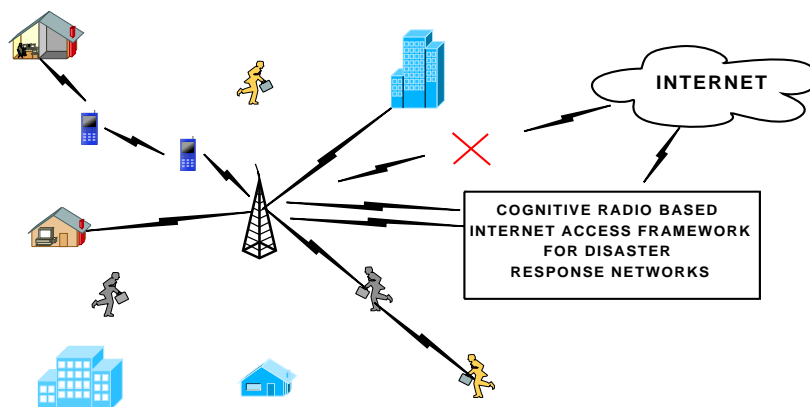 INTERNET
COGNITIVE RADIO BASED
INTERNET ACCESS FRAMEWORK
FOR DISASTER
RESPONSE NETWORKS